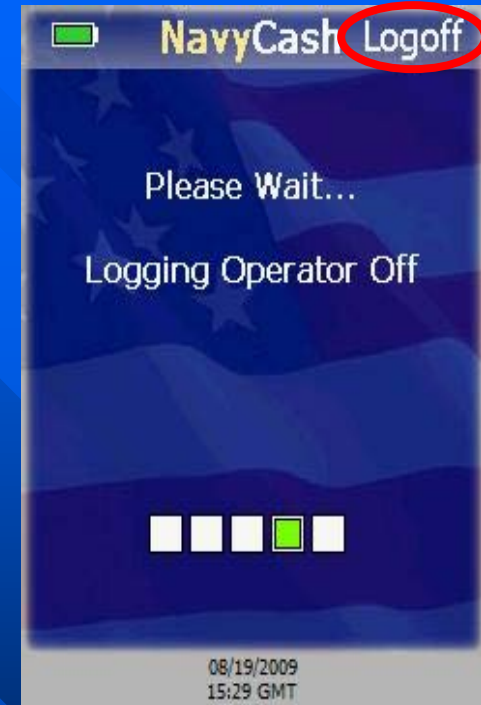 NavyCash Logoff
Please Wait...
Logging Operator Off
08/19/2009
15:29 GMT